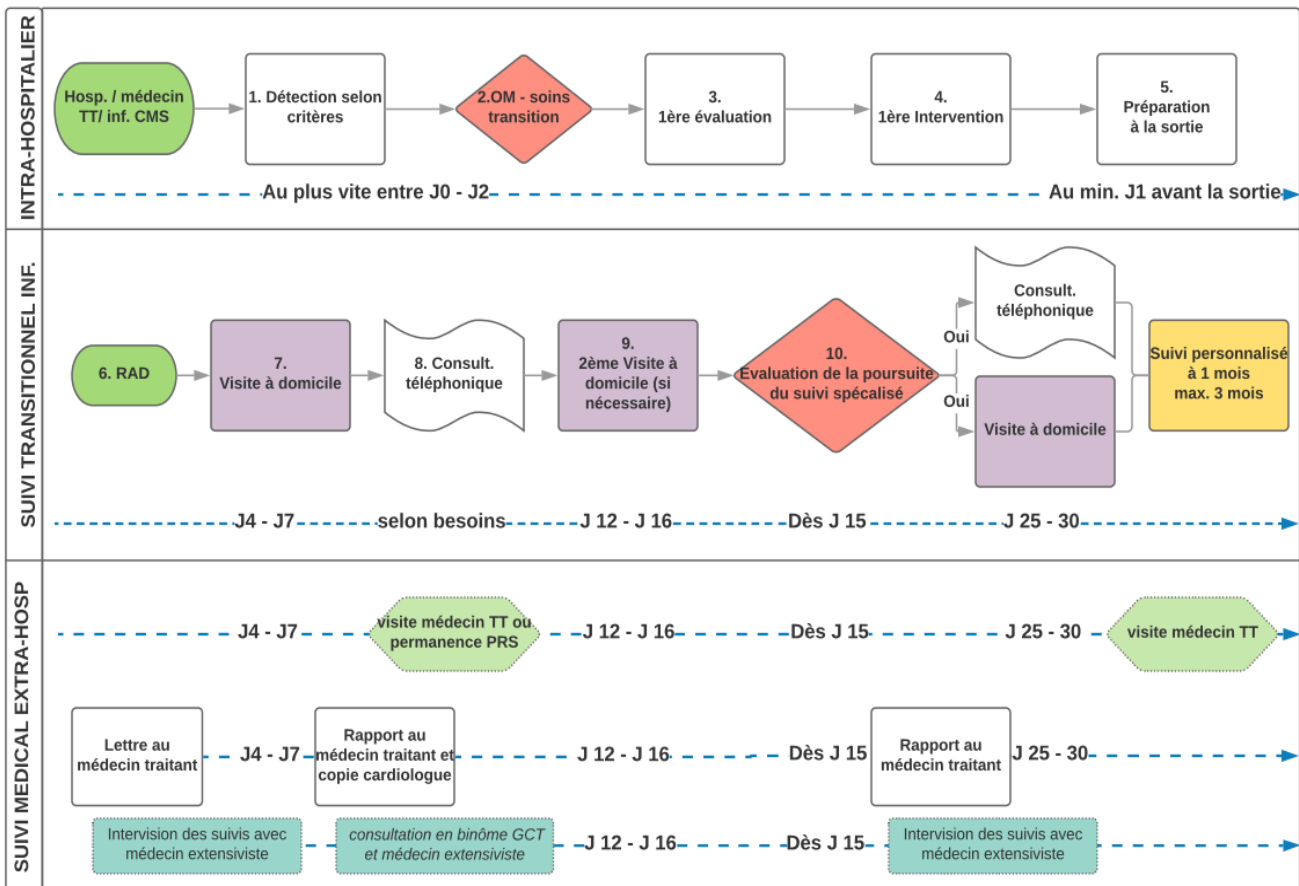 INTRA-HOSPITALIER
Hosp. / médecin
TT/ inf. CMS
1. Détection selon
critères
2.OM - soins
transition
3.
1ère évaluation
4.
1ère Intervention
5.
Préparation
à la sortie
Au plus vite entre J0 - J2
Au min. J1 avant la sortie
SUIVI TRANSITIONNEL INF.
6. RAD
7.
Visite à domicile
8. Consult.
téléphonique
9.
2ème Visite à
domicile (si
nécessaire)
10.
Evaluation de la poursuite
du suivi spécalisé
Oui
Oui
Consult.
téléphonique
Visite à domicile
Suivi personnalisé
à 1 mois
max. 3 mois
J4 - J7
selon besoins
J 12 - J 16
Dès J 15
J 25 - 30
SUIVI MEDICAL EXTRA-HOSP
J4 - J7
visite médecin TT ou
permanence PRS
J 12 - J 16
Dès J 15
J 25 - 30
visite médecin TT
Lettre au
médecin traitant
J4 - J7
Rapport au
médecin traitant et
copie cardiologue
J 12 - J 16
Dès J 15
Rapport au
médecin traitant
J 25 - 30
Intervision des suivis avec
médecin extensiviste
consultation en binôme GCT
et médecin extensiviste
J 12 - J 16
Dès J 15
Intervision des suivis avec
médecin extensiviste